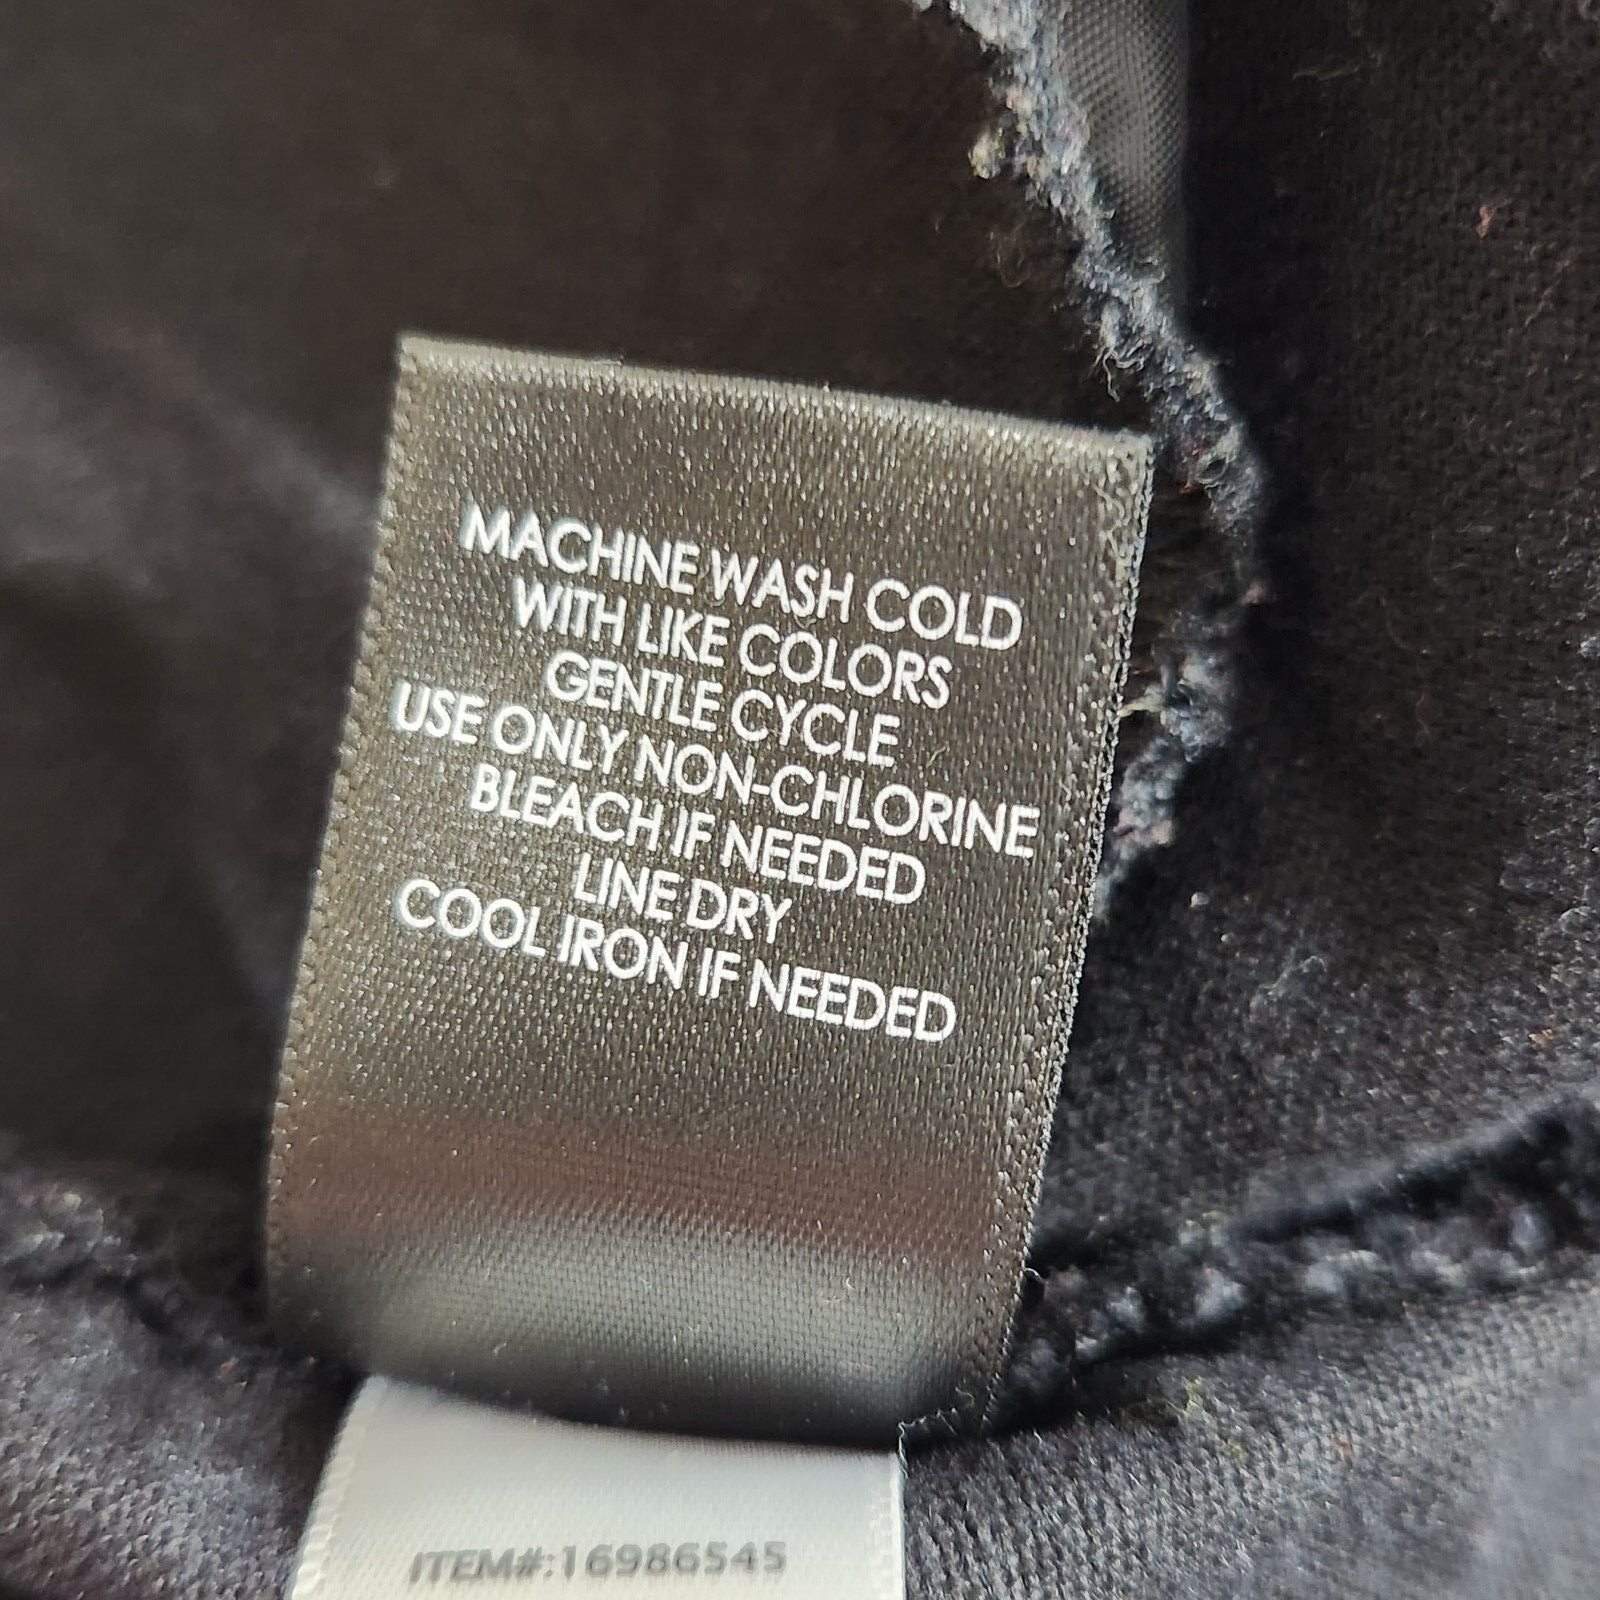 MACHINE WASH COLD
WITH LIKE COLORS
GENTLE CYCLE
USE ONLY NON-CHLORINE
BLEACH IF NEEDED
LINE DRY
COOL IRON IF NEEDED
ITEM#:16986545